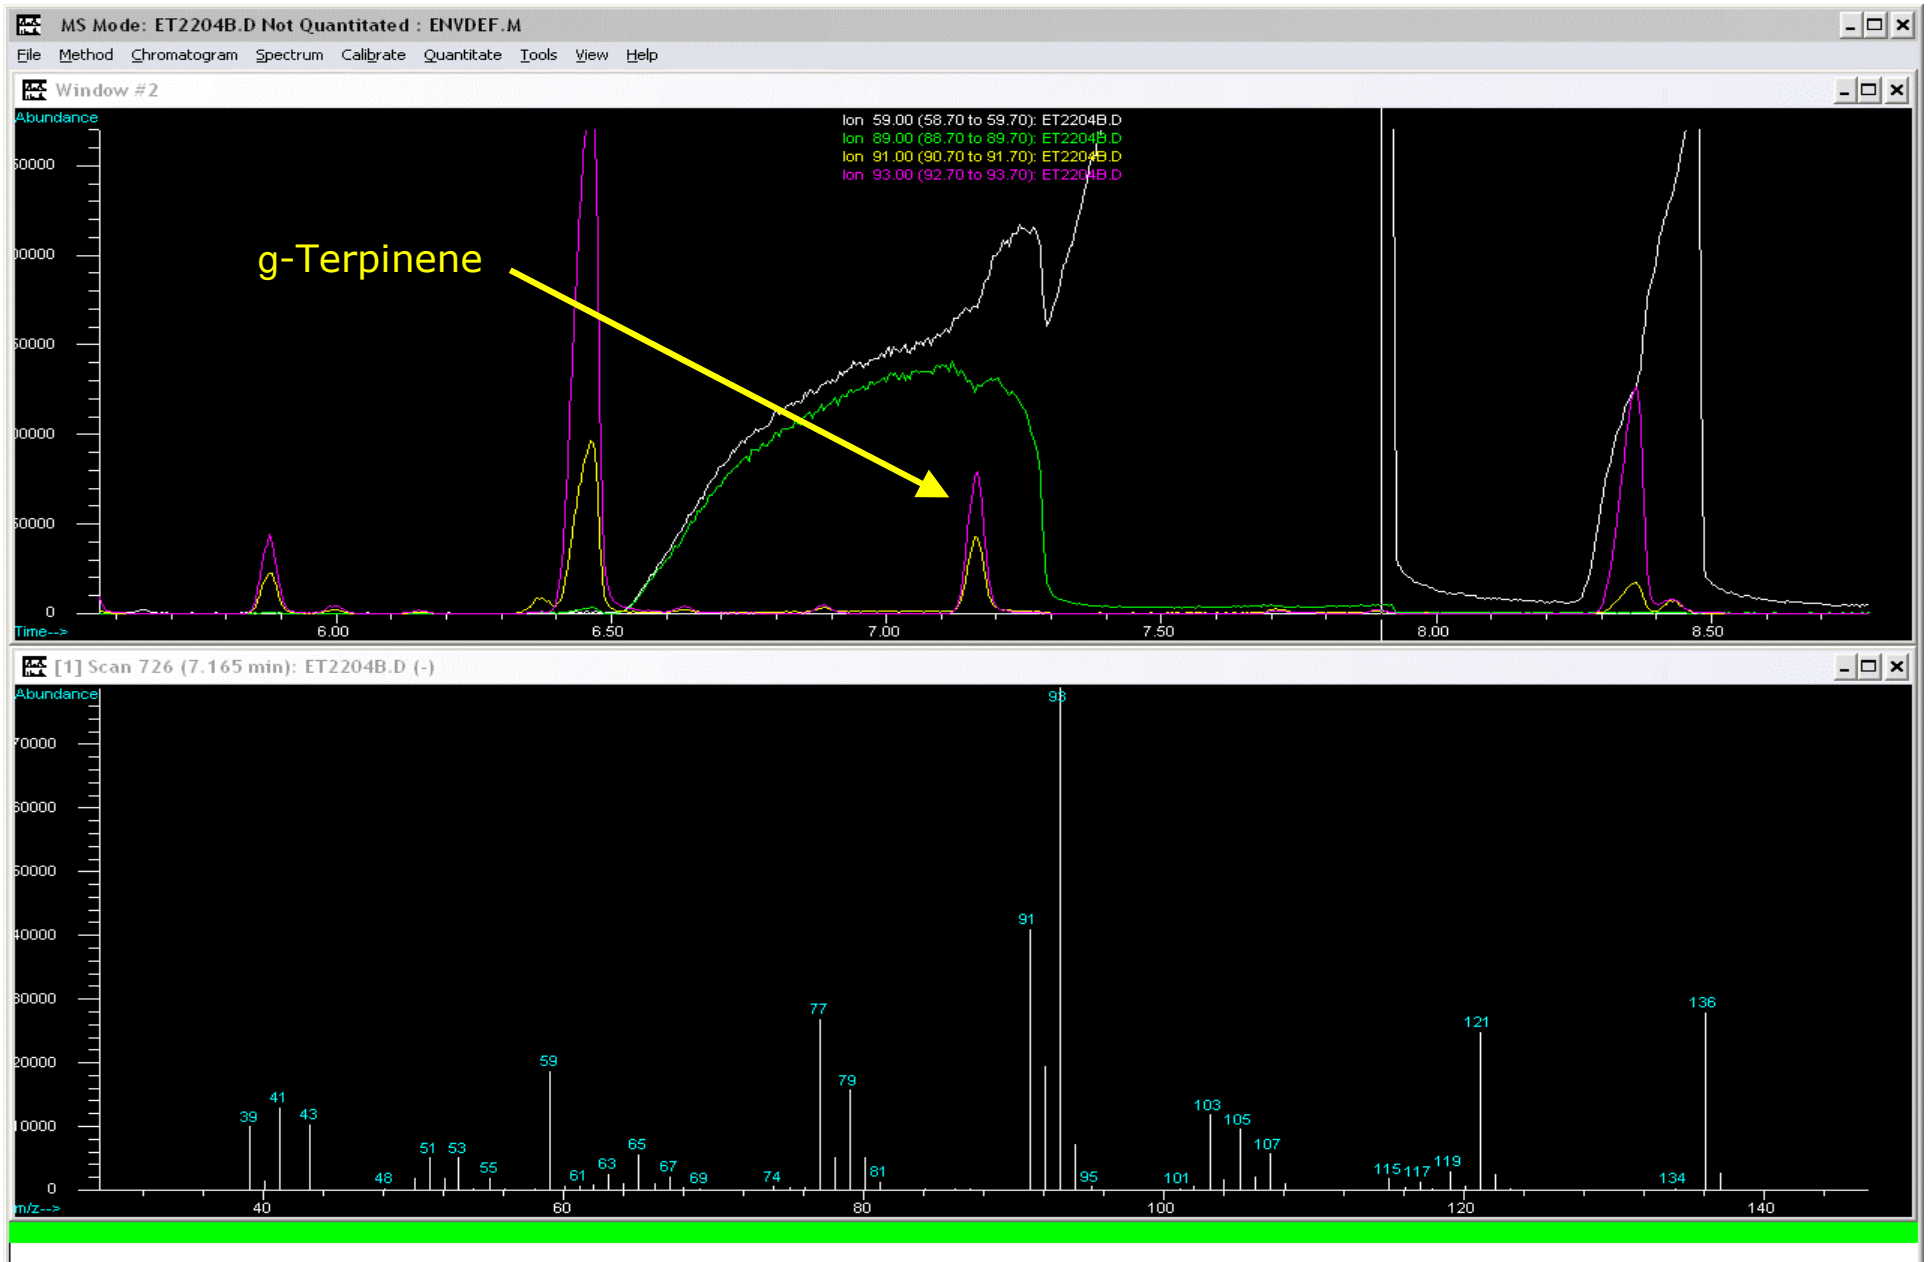 MS Mode: ET2204B.D Not Quantitated : ENVDEF.M
File Method Chromatogram Spectrum Calibrate Quantitate Tools View Help
Window #2
Abundance
Ion 59.00 (58.70 to 59.70): ET2204B.D
Ion 89.00 (88.70 to 89.70): ET2204B.D
Ion 91.00 (90.70 to 91.70): ET2204B.D
Ion 93.00 (92.70 to 93.70): ET2204B.D
g-Terpinene
50000
0
Time-->
6.00 6.50 7.00 7.50 8.00 8.50
[1] Scan 726 (7.165 min): ET2204B.D (-)
Abundance
93
70000
60000
50000
91
40000
30000
77
136
121
20000
59
79
41
43
39
103
105
10000
107
65
51 53
119
63
67
115 117
55
81
48
61
69
74
95
101
134
0
m/z-->
40 60 80 100 120 140